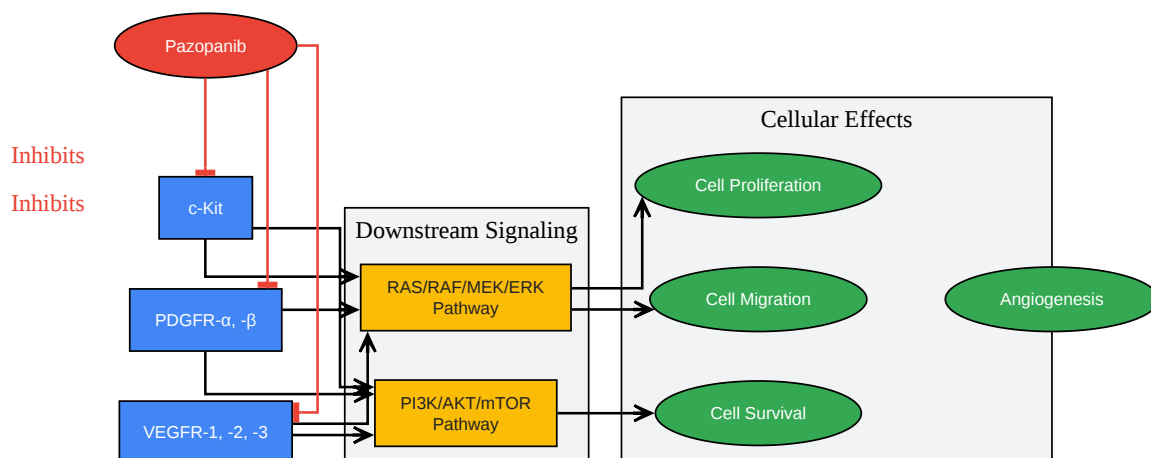 Pazopanib
Cellular Effects
Inhibits
Inhibits
c-Kit
Cell Proliferation
Downstream Signaling
RAS/RAF/MEK/ERK
Pathway
Cell Migration
Angiogenesis
PDGFR-α, -β
PI3K/AKT/mTOR
Pathway
Cell Survival
VEGFR-1, -2, -3